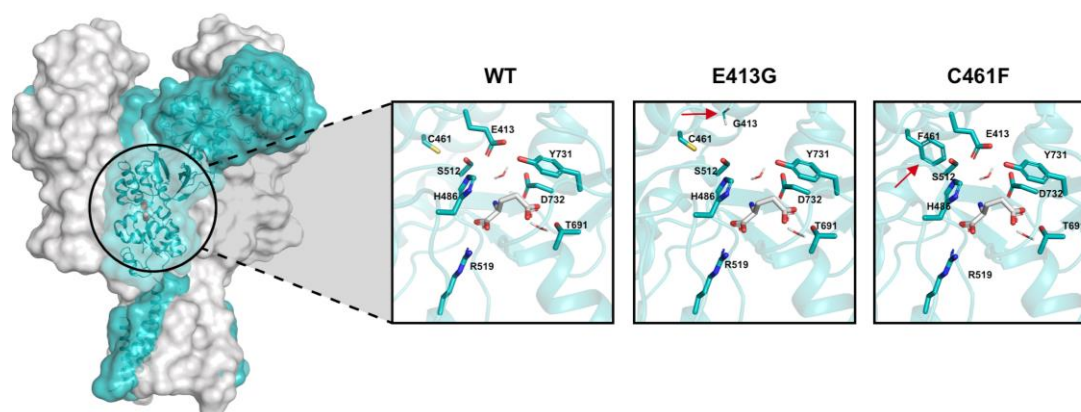 WT
E413G
C461F
C461
E413
Y731
S512
H486
D732
T691
R519
G413
C461
Y731
S512
H486
D732
T691
R519
F461
E413
Y731
S512
H486
D732
T691
R519